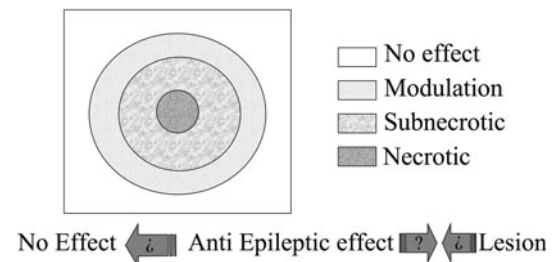 No effect
Modulation
Subnecrotic
Necrotic
No Effect ¿ Anti Epileptic effect ? ¿ Lesion